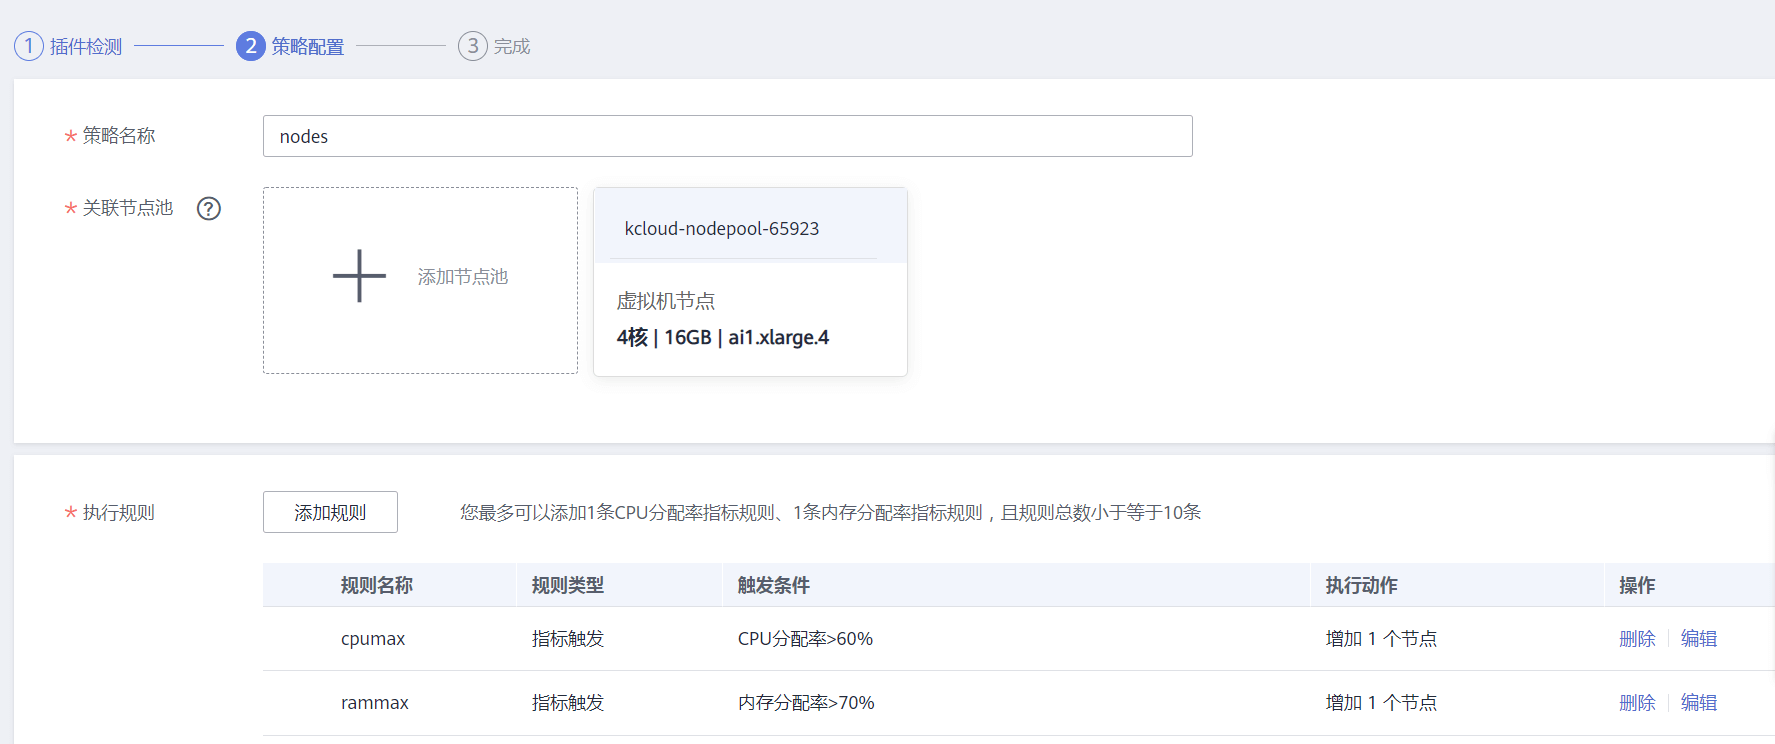 1 插件检测 2 策略配置 3 完成
* 策略名称 nodes
* 关联节点池 ?
添加节点池
kcloud-nodepool-65923
虚拟机节点
4核 | 16GB | ai1.xlarge.4
* 执行规则 添加规则 您最多可以添加1条CPU分配率指标规则、1条内存分配率指标规则，且规则总数小于等于10条
规则名称 规则类型 触发条件 执行动作 操作
cpumax 指标触发 CPU分配率>60% 增加 1 个节点 删除 | 编辑
rammax 指标触发 内存分配率>70% 增加 1 个节点 删除 | 编辑